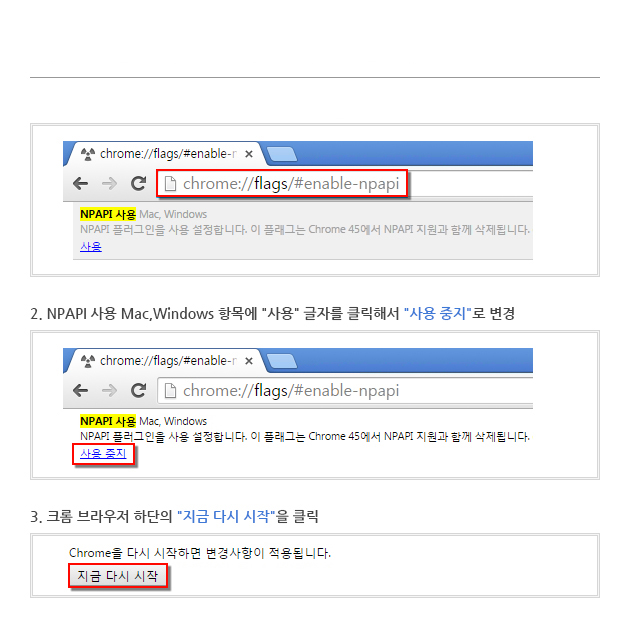 chrome://flags/#enable-n
chrome://flags/#enable-npapi
NPAPI 사용 Mac, Windows
NPAPI 플러그인을 사용 설정합니다. 이 플래그는 Chrome 45에서 NPAPI 지원과 함께 삭제됩니다.
사용
2. NPAPI 사용 Mac,Windows 항목에 "사용" 글자를 클릭해서 "사용 중지"로 변경
chrome://flags/#enable-n
chrome://flags/#enable-npapi
NPAPI 사용 Mac, Windows
NPAPI 플러그인을 사용 설정합니다. 이 플래그는 Chrome 45에서 NPAPI 지원과 함께 삭제됩니다.
사용 중지
3. 크롬 브라우저 하단의 "지금 다시 시작"을 클릭
Chrome을 다시 시작하면 변경사항이 적용됩니다.
지금 다시 시작